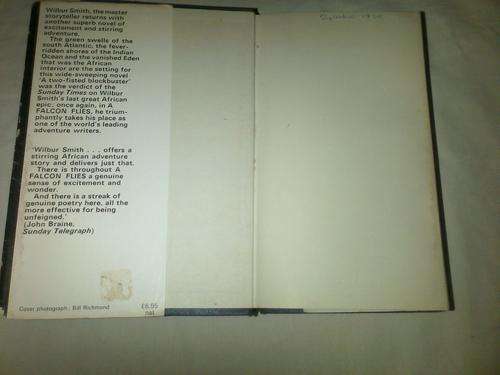 Wilbur Smith, the master
storyteller returns with
another superb novel of
excitement and stirring
adventure.
The green swells of the
south Atlantic, the fever-
ridden shores of the Indian
Ocean and the vanished Eden
that was the African
interior are the setting for
this wide-sweeping novel
'A two-fisted blockbuster'
was the verdict of the
Sunday Times on Wilbur
Smith's last great African
epic; once again, in A
FALCON FLIES, he trium-
phantly takes his place as
one of the world's leading
adventure writers.
'Wilbur Smith . . . offers a
stirring African adventure
story and delivers just that.
There is throughout A
FALCON FLIES a genuine
sense of excitement and
wonder.
And there is a streak of
genuine poetry here, all the
more effective for being
unfeigned.'
(John Braine,
Sunday Telegraph)
Cover photograph : Bill Richmond
£6.95
net